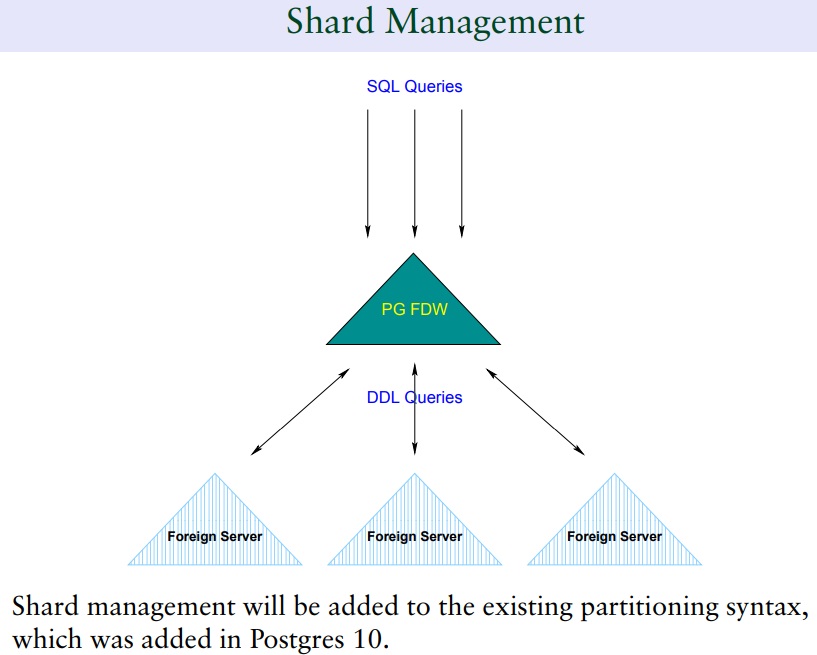 Shard Management
SQL Queries
PG FDW
DDL Queries
Foreign Server
Foreign Server
Foreign Server
Shard management will be added to the existing partitioning syntax,
which was added in Postgres 10.